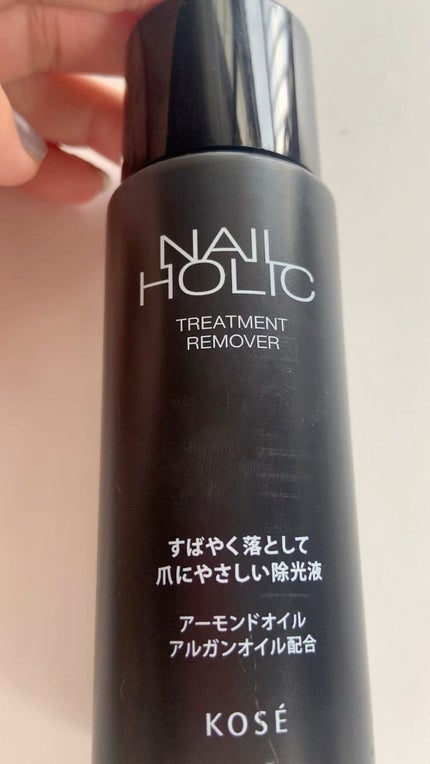 NAIL
HOLIC
TREATMENT
REMOVER
すばやく落として
爪にやさしい除光液
アーモンドオイル
アルガンオイル配合
KOSÉ